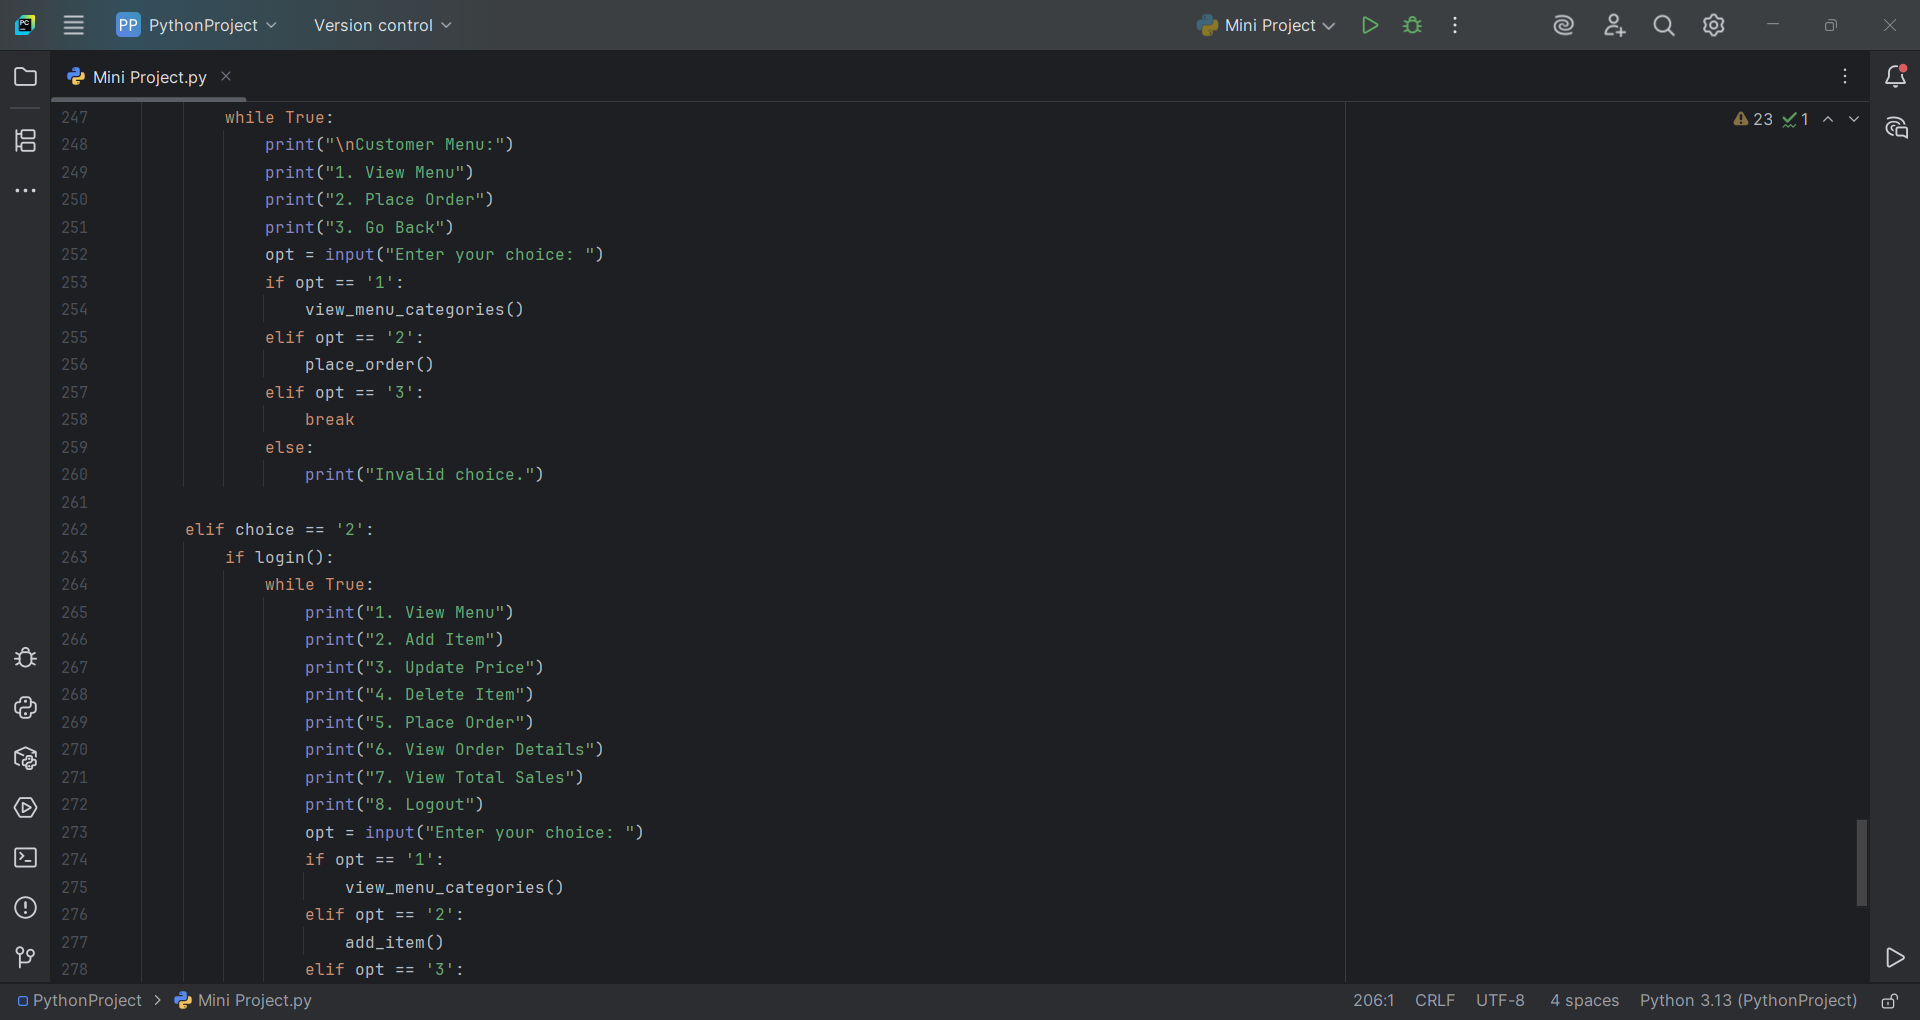 PC
PP PythonProject Version control Mini Project
Mini Project.py
23 1
247 while True:
248 print("\nCustomer Menu:")
249 print("1. View Menu")
250 print("2. Place Order")
251 print("3. Go Back")
252 opt = input("Enter your choice: ")
253 if opt == '1':
254 view_menu_categories()
255 elif opt == '2':
256 place_order()
257 elif opt == '3':
258 break
259 else:
260 print("Invalid choice.")
261
262 elif choice == '2':
263 if login():
264 while True:
265 print("1. View Menu")
266 print("2. Add Item")
267 print("3. Update Price")
268 print("4. Delete Item")
269 print("5. Place Order")
270 print("6. View Order Details")
271 print("7. View Total Sales")
272 print("8. Logout")
273 opt = input("Enter your choice: ")
274 if opt == '1':
275 view_menu_categories()
276 elif opt == '2':
277 add_item()
278 elif opt == '3':
PythonProject > Mini Project.py 206:1 CRLF UTF-8 4 spaces Python 3.13 (PythonProject)